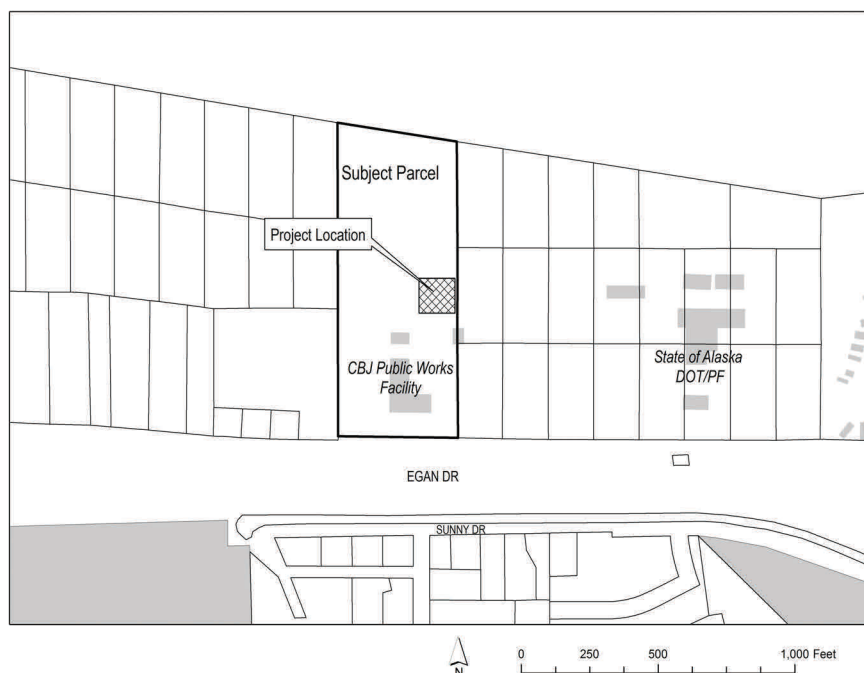 Subject Parcel
Project Location
CBJ Public Works
Facility
State of Alaska
DOT/PF
EGAN DR
SUNNY DR
N
0 250 500 1,000 Feet